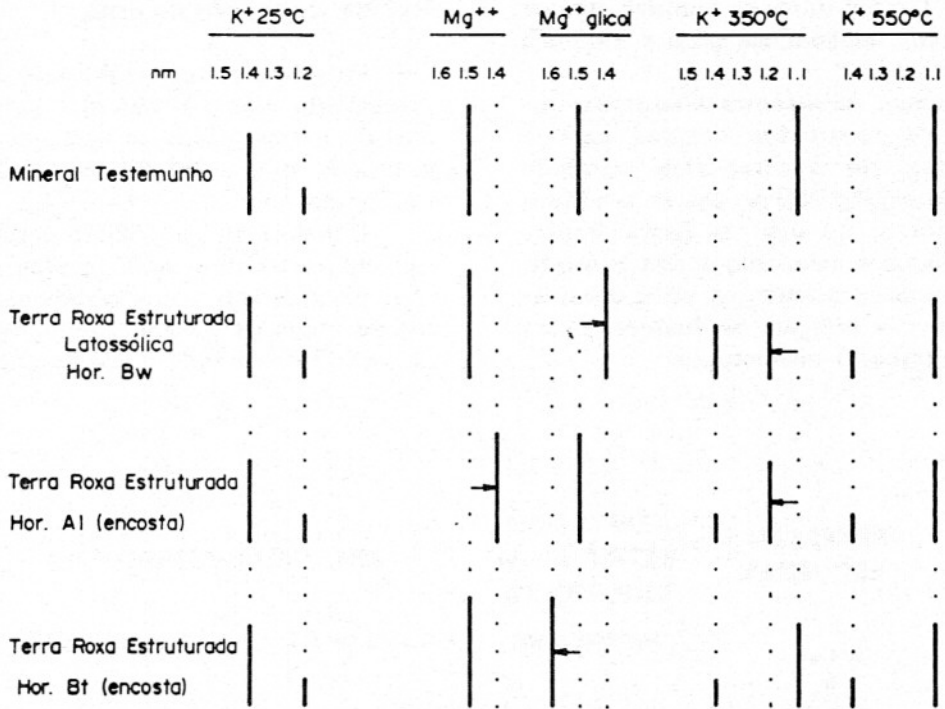 K⁺ 25ºC Mg⁺⁺ Mg⁺⁺ glicol K⁺ 350ºC K⁺ 550ºC
nm 1.5 1.4 1.3 1.2 1.6 1.5 1.4 1.6 1.5 1.4 1.5 1.4 1.3 1.2 1.1 1.4 1.3 1.2 1.1
Mineral Testemunho
Terra Roxa Estruturada
Latossólica
Hor. Bw
Terra Roxa Estruturada
Hor. A1 (encosta)
Terra Roxa Estruturada
Hor. Bt (encosta)